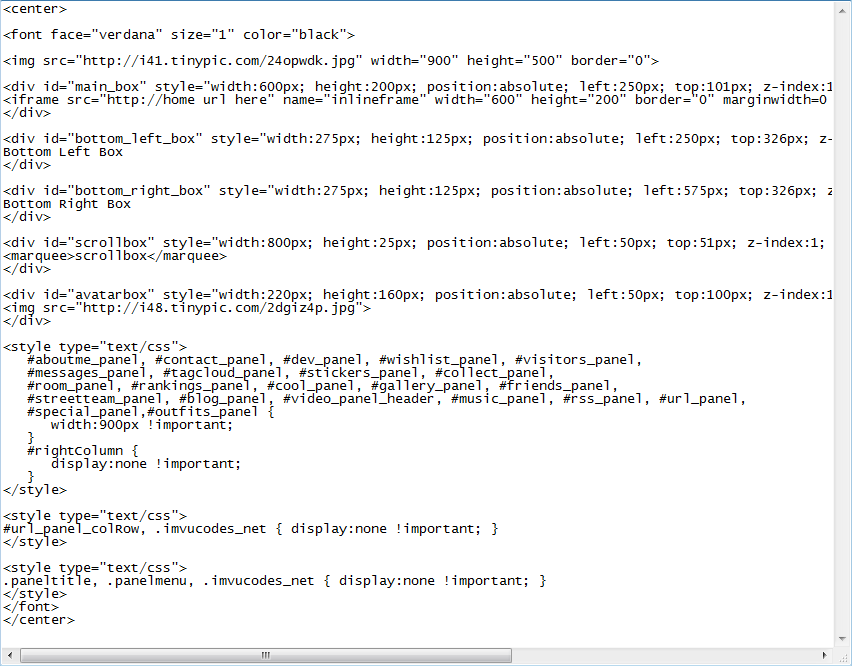 <center>
<font face="verdana" size="1" color="black">
<img src="http://i41.tinypic.com/24opwdk.jpg" width="900" height="500" border="0">
<div id="main_box" style="width:600px; height:200px; position:absolute; left:250px; top:101px; z-index:1
<iframe src="http://home url here" name="inlineframe" width="600" height="200" border="0" marginwidth=0
</div>
<div id="bottom_left_box" style="width:275px; height:125px; position:absolute; left:250px; top:326px; z-
Bottom Left Box
</div>
<div id="bottom_right_box" style="width:275px; height:125px; position:absolute; left:575px; top:326px; z
Bottom Right Box
</div>
<div id="scrollbox" style="width:800px; height:25px; position:absolute; left:50px; top:51px; z-index:1;
<marquee>scrollbox</marquee>
</div>
<div id="avatarbox" style="width:220px; height:160px; position:absolute; left:50px; top:100px; z-index:1
<img src="http://i48.tinypic.com/2dgiz4p.jpg">
</div>
<style type="text/css">
#aboutme_panel, #contact_panel, #dev_panel, #wishlist_panel, #visitors_panel,
#messages_panel, #tagcloud_panel, #stickers_panel, #collect_panel,
#room_panel, #rankings_panel, #cool_panel, #gallery_panel, #friends_panel,
#streetteam_panel, #blog_panel, #video_panel_header, #music_panel, #rss_panel, #url_panel,
#special_panel,#outfits_panel {
width:900px !important;
}
#rightColumn {
display:none !important;
}
</style>
<style type="text/css">
#url_panel_colRow, .imvucodes_net { display:none !important; }
</style>
<style type="text/css">
.paneltitle, .panelmenu, .imvucodes_net { display:none !important; }
</style>
</font>
</center>